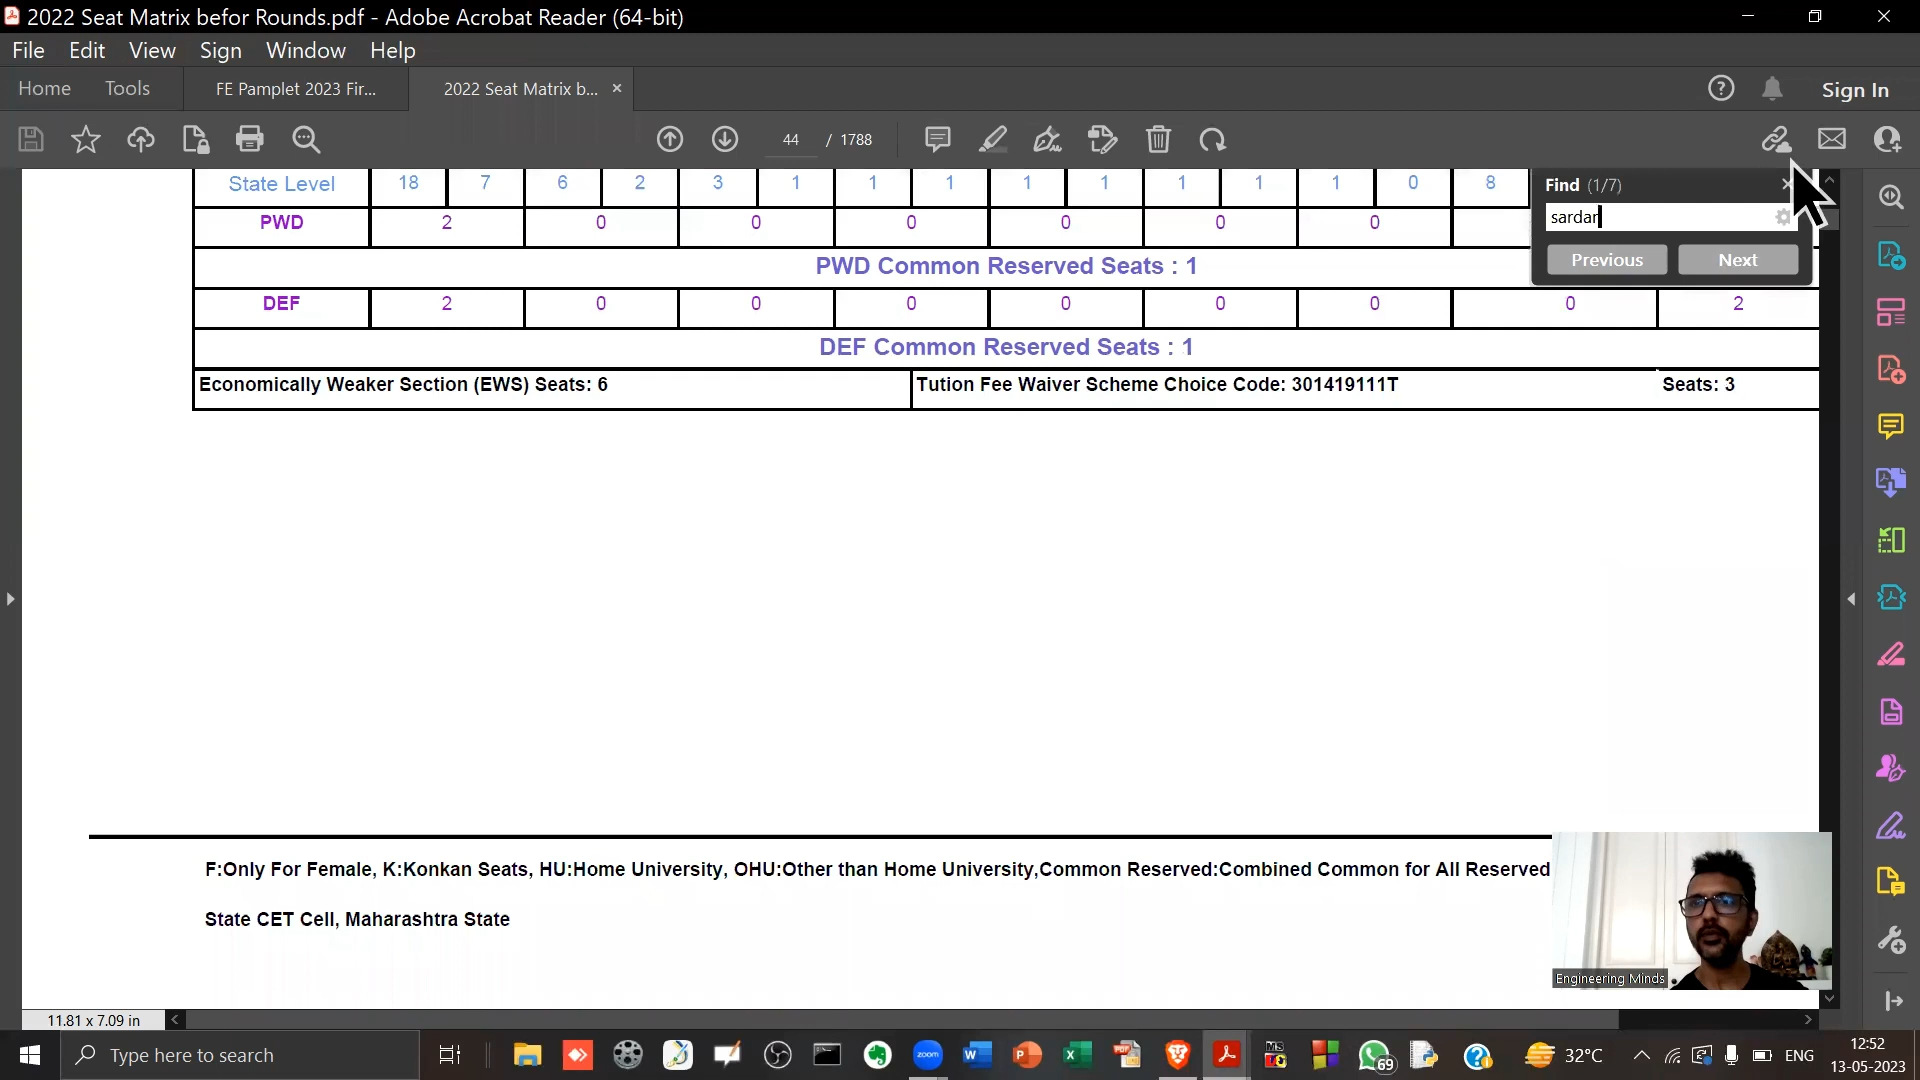 2022 Seat Matrix befor Rounds.pdf - Adobe Acrobat Reader (64-bit)
File Edit View Sign Window Help
Home Tools FE Pamplet 2023 Fir... 2022 Seat Matrix b... × Sign In
44 / 1788
State Level 18 7 6 2 3 1 1 1 1 1 1 1 1 0 8
Find (1/7)
sardar
Previous Next
PWD 2 0 0 0 0 0 0
PWD Common Reserved Seats : 1
DEF 2 0 0 0 0 0 0 0 2
DEF Common Reserved Seats : 1
Economically Weaker Section (EWS) Seats: 6 Tution Fee Waiver Scheme Choice Code: 301419111T Seats: 3
F:Only For Female, K:Konkan Seats, HU:Home University, OHU:Other than Home University,Common Reserved:Combined Common for All Reserved
State CET Cell, Maharashtra State
Engineering Minds
11.81 x 7.09 in
Type here to search
zoom
69
32°C
ENG
12:52
13-05-2023